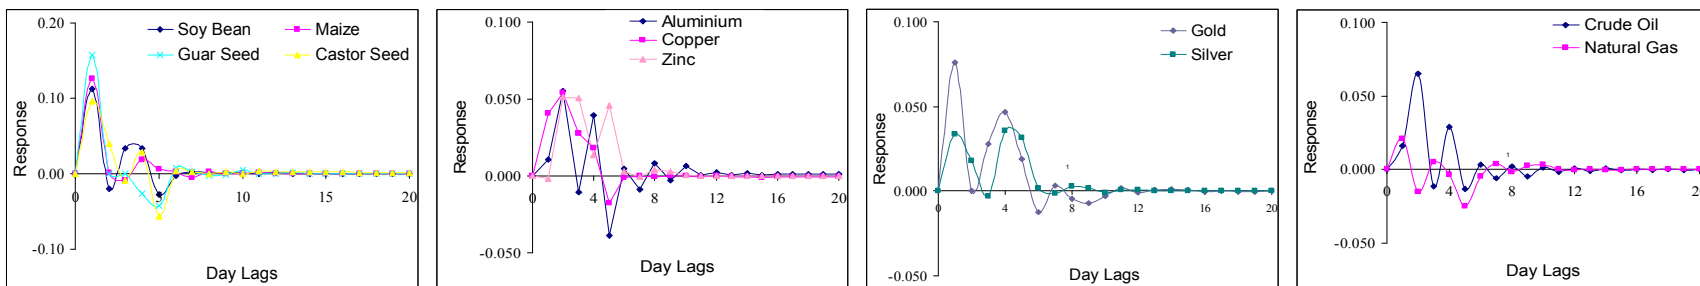 0.20
0.10
0.00
-0.10
Response
Soy Bean
Maize
Guar Seed
Castor Seed
0 5 10 15 20
Day Lags
0.100
0.050
0.000
-0.050
Response
Aluminium
Copper
Zinc
0 4 8 12 16 20
Day Lags
0.100
0.050
0.000
-0.050
Response
Gold
Silver
1
0 4 8 12 16 20
Day Lags
0.100
0.050
0.000
-0.050
Response
Crude Oil
Natural Gas
1
0 4 8 12 16 20
Day Lags